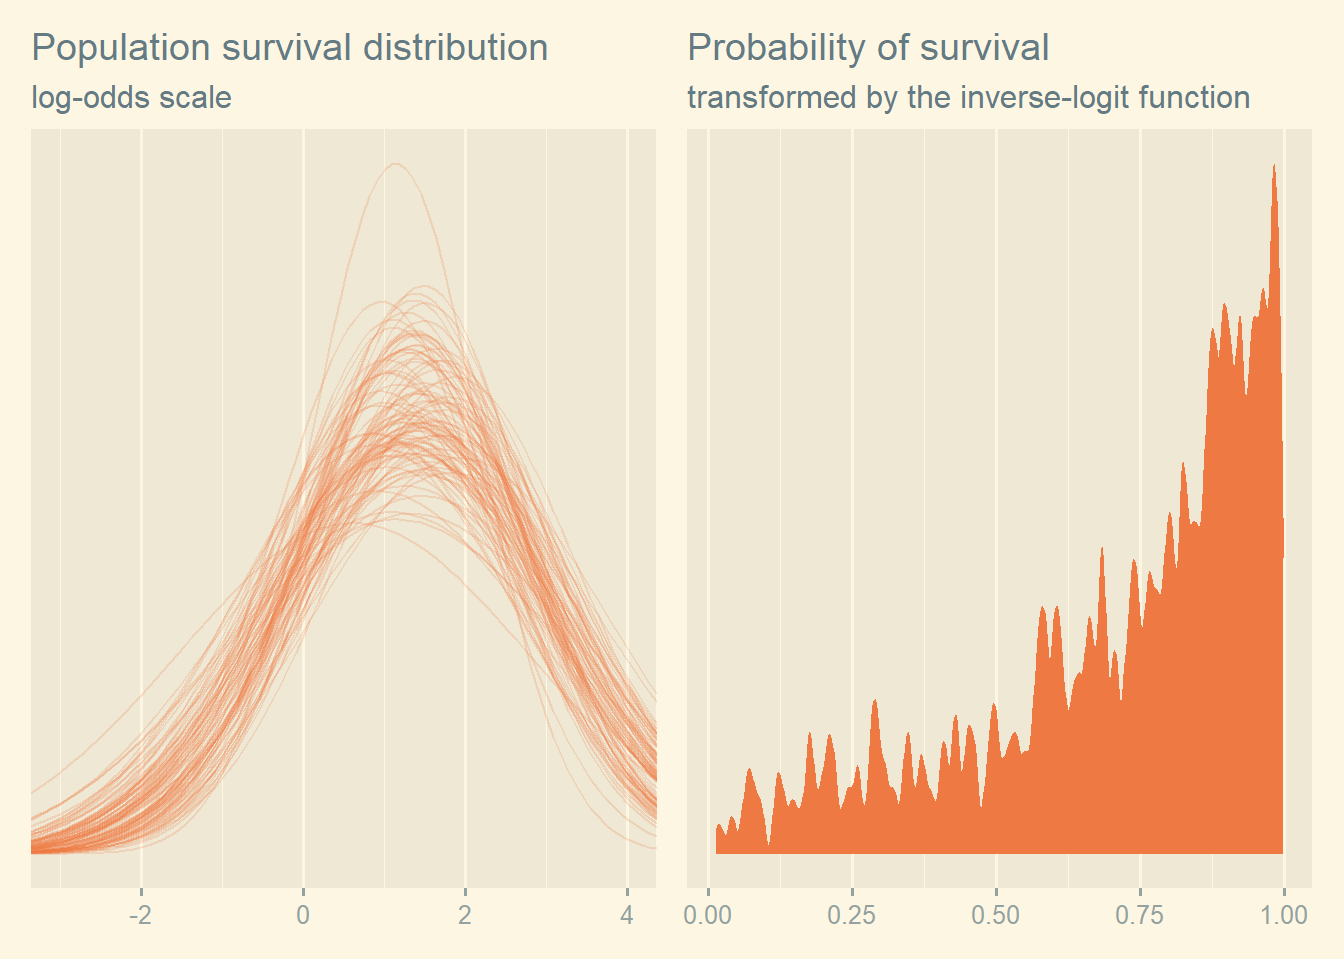 Population survival distribution
log-odds scale
-2 0 2 4
Probability of survival
transformed by the inverse-logit function
0.00 0.25 0.50 0.75 1.00